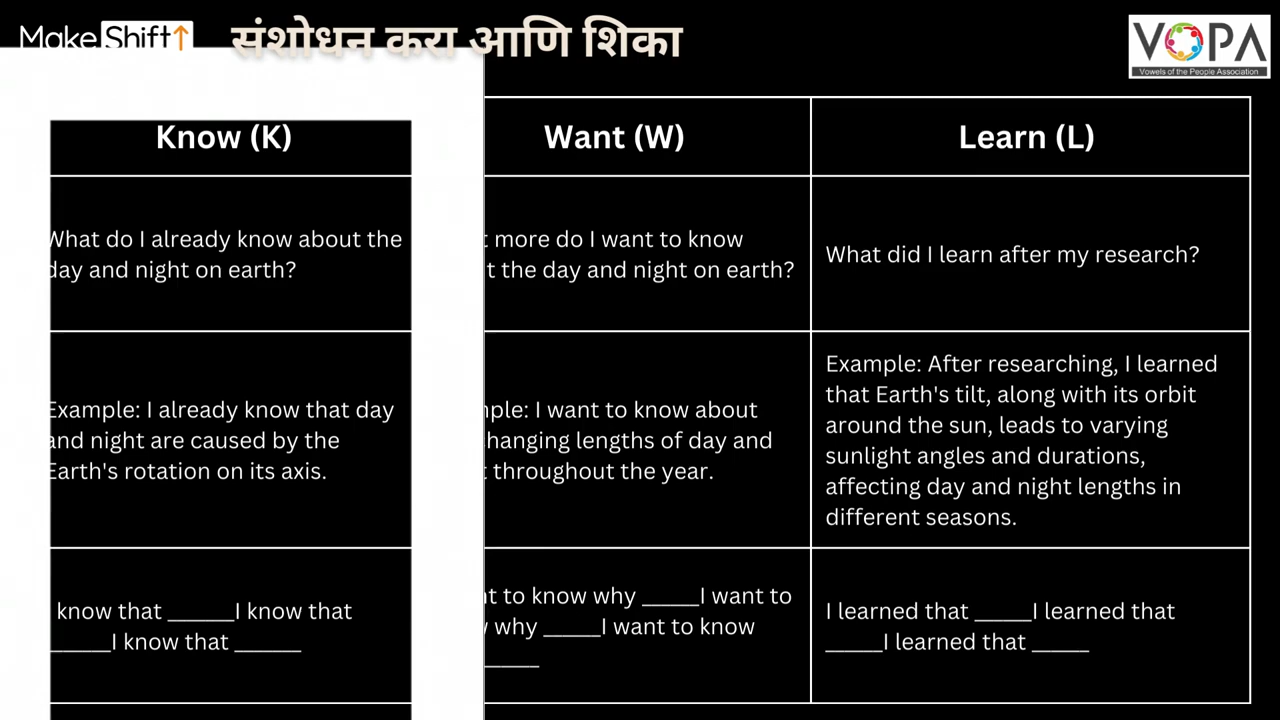 MakeShift↑ संशोधन करा आणि शिका VOPA
Vowels of the People Association
Know (K) Want (W) Learn (L)
What do I already know about the
day and night on earth?
more do I want to know
the day and night on earth?
What did I learn after my research?
Example: I already know that day
and night are caused by the
Earth's rotation on its axis.
I want to know about
lengths of day and
throughout the year.
Example: After researching, I learned
that Earth's tilt, along with its orbit
around the sun, leads to varying
sunlight angles and durations,
affecting day and night lengths in
different seasons.
know that ______I know that
______I know that ______
to know why _____I want to
why _____I want to know
_____
I learned that _____I learned that
_____I learned that _____